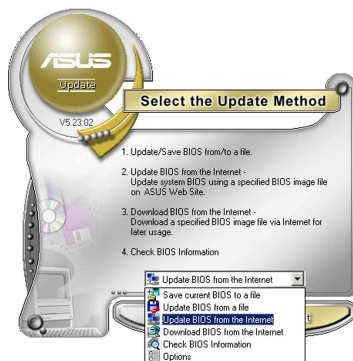 ASUS
Update
V5.23.02
Select the Update Method
1. Update/Save BIOS from/to a file.
2. Update BIOS from the Internet -
Update system BIOS using a specified BIOS image file
on ASUS Web Site.
3. Download BIOS from the Internet -
Download a specified BIOS image file via Internet for
later usage.
4. Check BIOS Information
Update BIOS from the Internet
Save current BIOS to a file
Update BIOS from a file
Update BIOS from the Internet
Download BIOS from the Internet
Check BIOS Information
Options